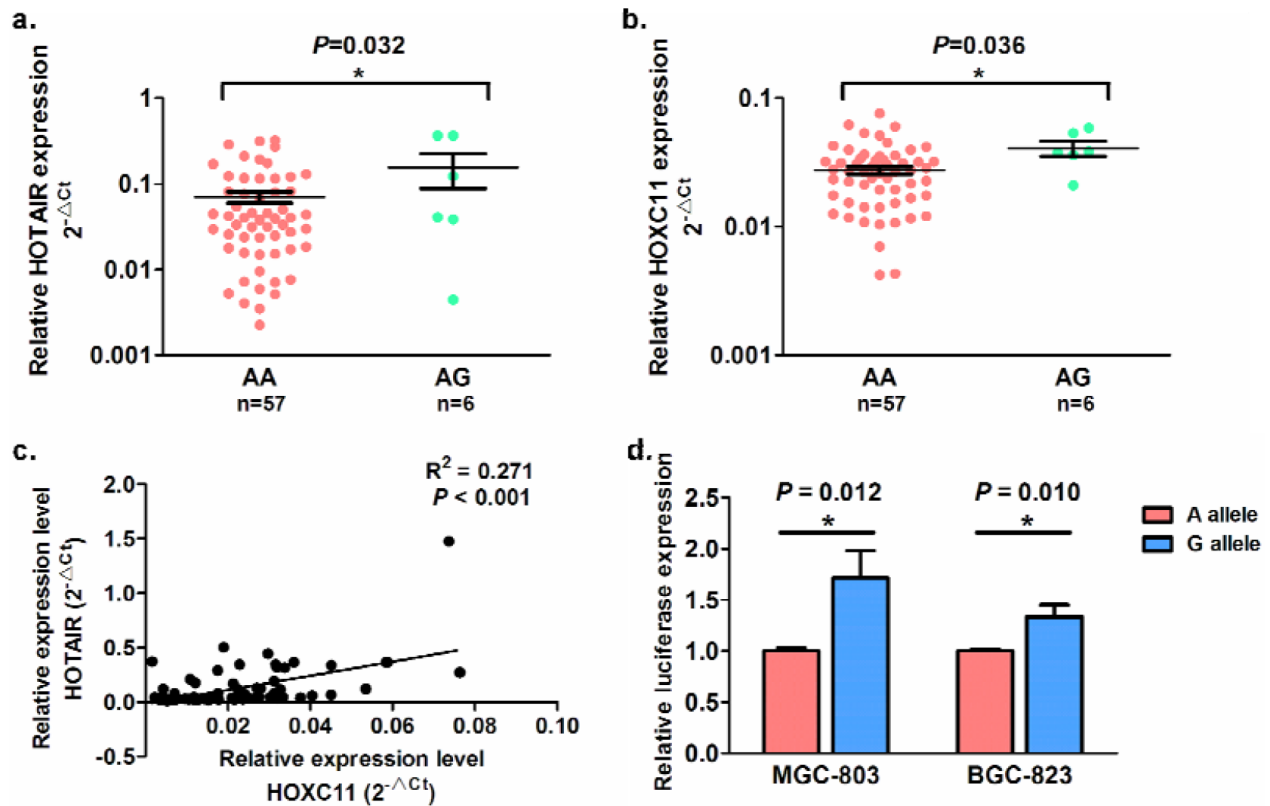 a.
P=0.032
*
Relative HOTAIR expression
2^-△Ct
1
0.1
0.01
0.001
AA
AG
n=57
n=6
b.
P=0.036
*
Relative HOXC11 expression
2^-△Ct
0.1
0.01
0.001
AA
AG
n=57
n=6
c.
R² = 0.271
P < 0.001
Relative expression level
HOTAIR (2^-△Ct)
2.0
1.5
1.0
0.5
0.0
-0.5
0.02
0.04
0.06
0.08
0.10
Relative expression level
HOXC11 (2^-△Ct)
d.
P = 0.012
P = 0.010
*
*
Relative luciferase expression
2.5
2.0
1.5
1.0
0.5
0.0
MGC-803
BGC-823
A allele
G allele